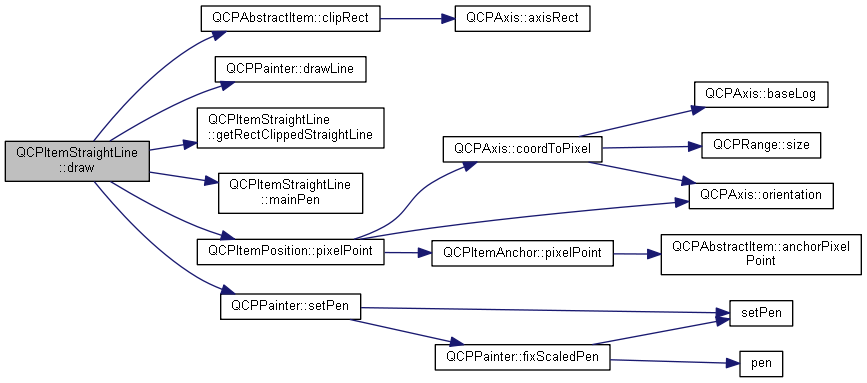 QCPAbstractItem::clipRect
QCPAxis::axisRect
QCPPainter::drawLine
QCPAxis::baseLog
QCPItemStraightLine
::getRectClippedStraightLine
QCPItemStraightLine
::draw
QCPAxis::coordToPixel
QCPRange::size
QCPItemStraightLine
::mainPen
QCPAxis::orientation
QCPItemPosition::pixelPoint
QCPItemAnchor::pixelPoint
QCPAbstractItem::anchorPixel
Point
QCPPainter::setPen
setPen
QCPPainter::fixScaledPen
pen